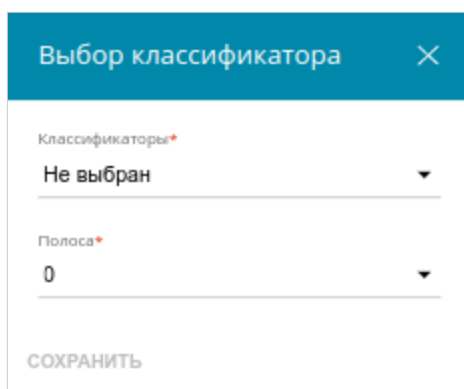 Выбор классификатора
Классификаторы*
Не выбран
Полоса*
0
СОХРАНИТЬ